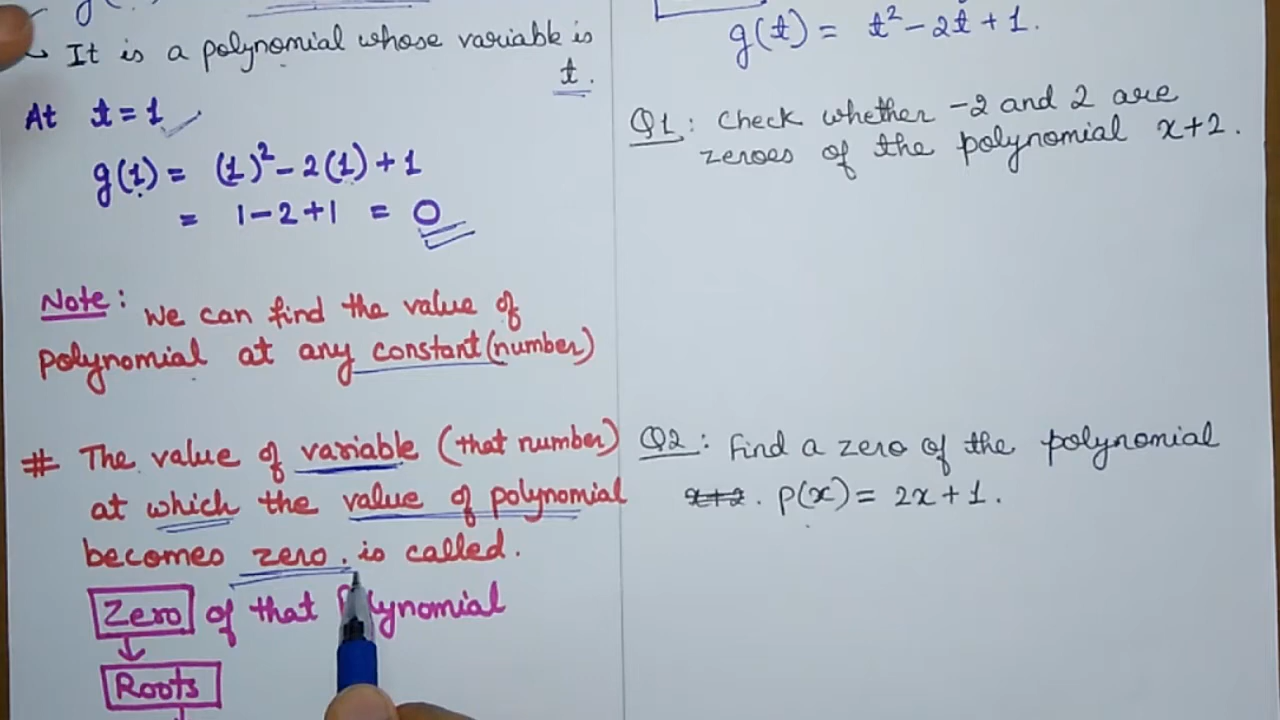 It is a polynomial whose variable is
t.
At t = 1
g(1) = (1)² - 2(1) + 1
= 1 - 2 + 1 = 0
Note: We can find the value of
polynomial at any constant (number)
# The value of variable (that number)
at which the value of polynomial
becomes zero. is called.
Zero of that Polynomial
↓
Roots
g(t) = t² - 2t + 1.
Q1: Check whether -2 and 2 are
zeroes of the polynomial x+2.
Q2: Find a zero of the polynomial
x+2. p(x) = 2x + 1.